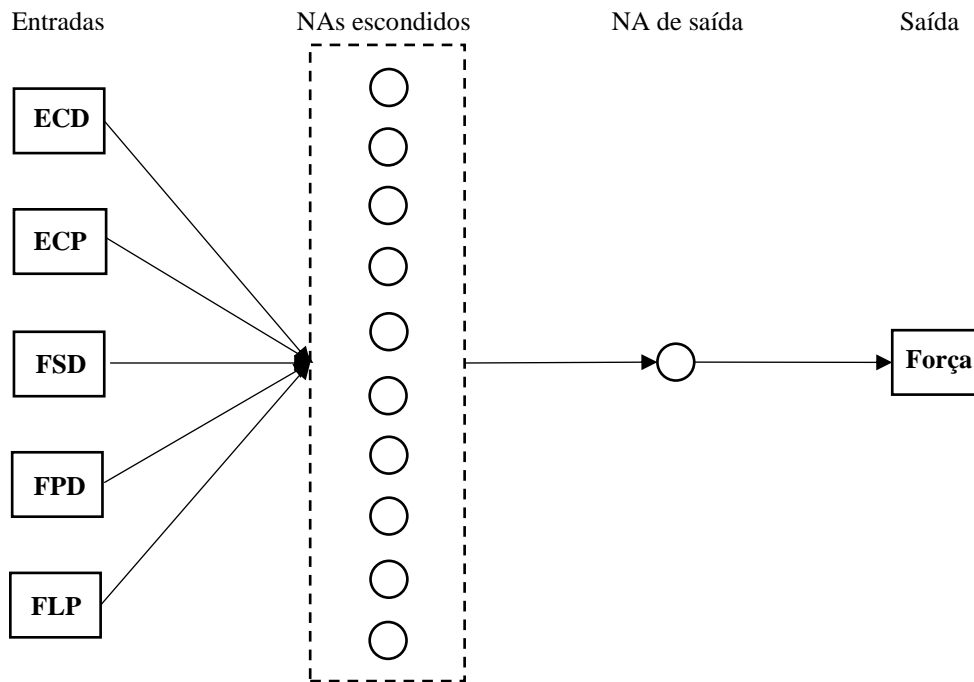 Entradas
NAs escondidos
NA de saída
Saída
ECD
ECP
FSD
Força
FPD
FLP